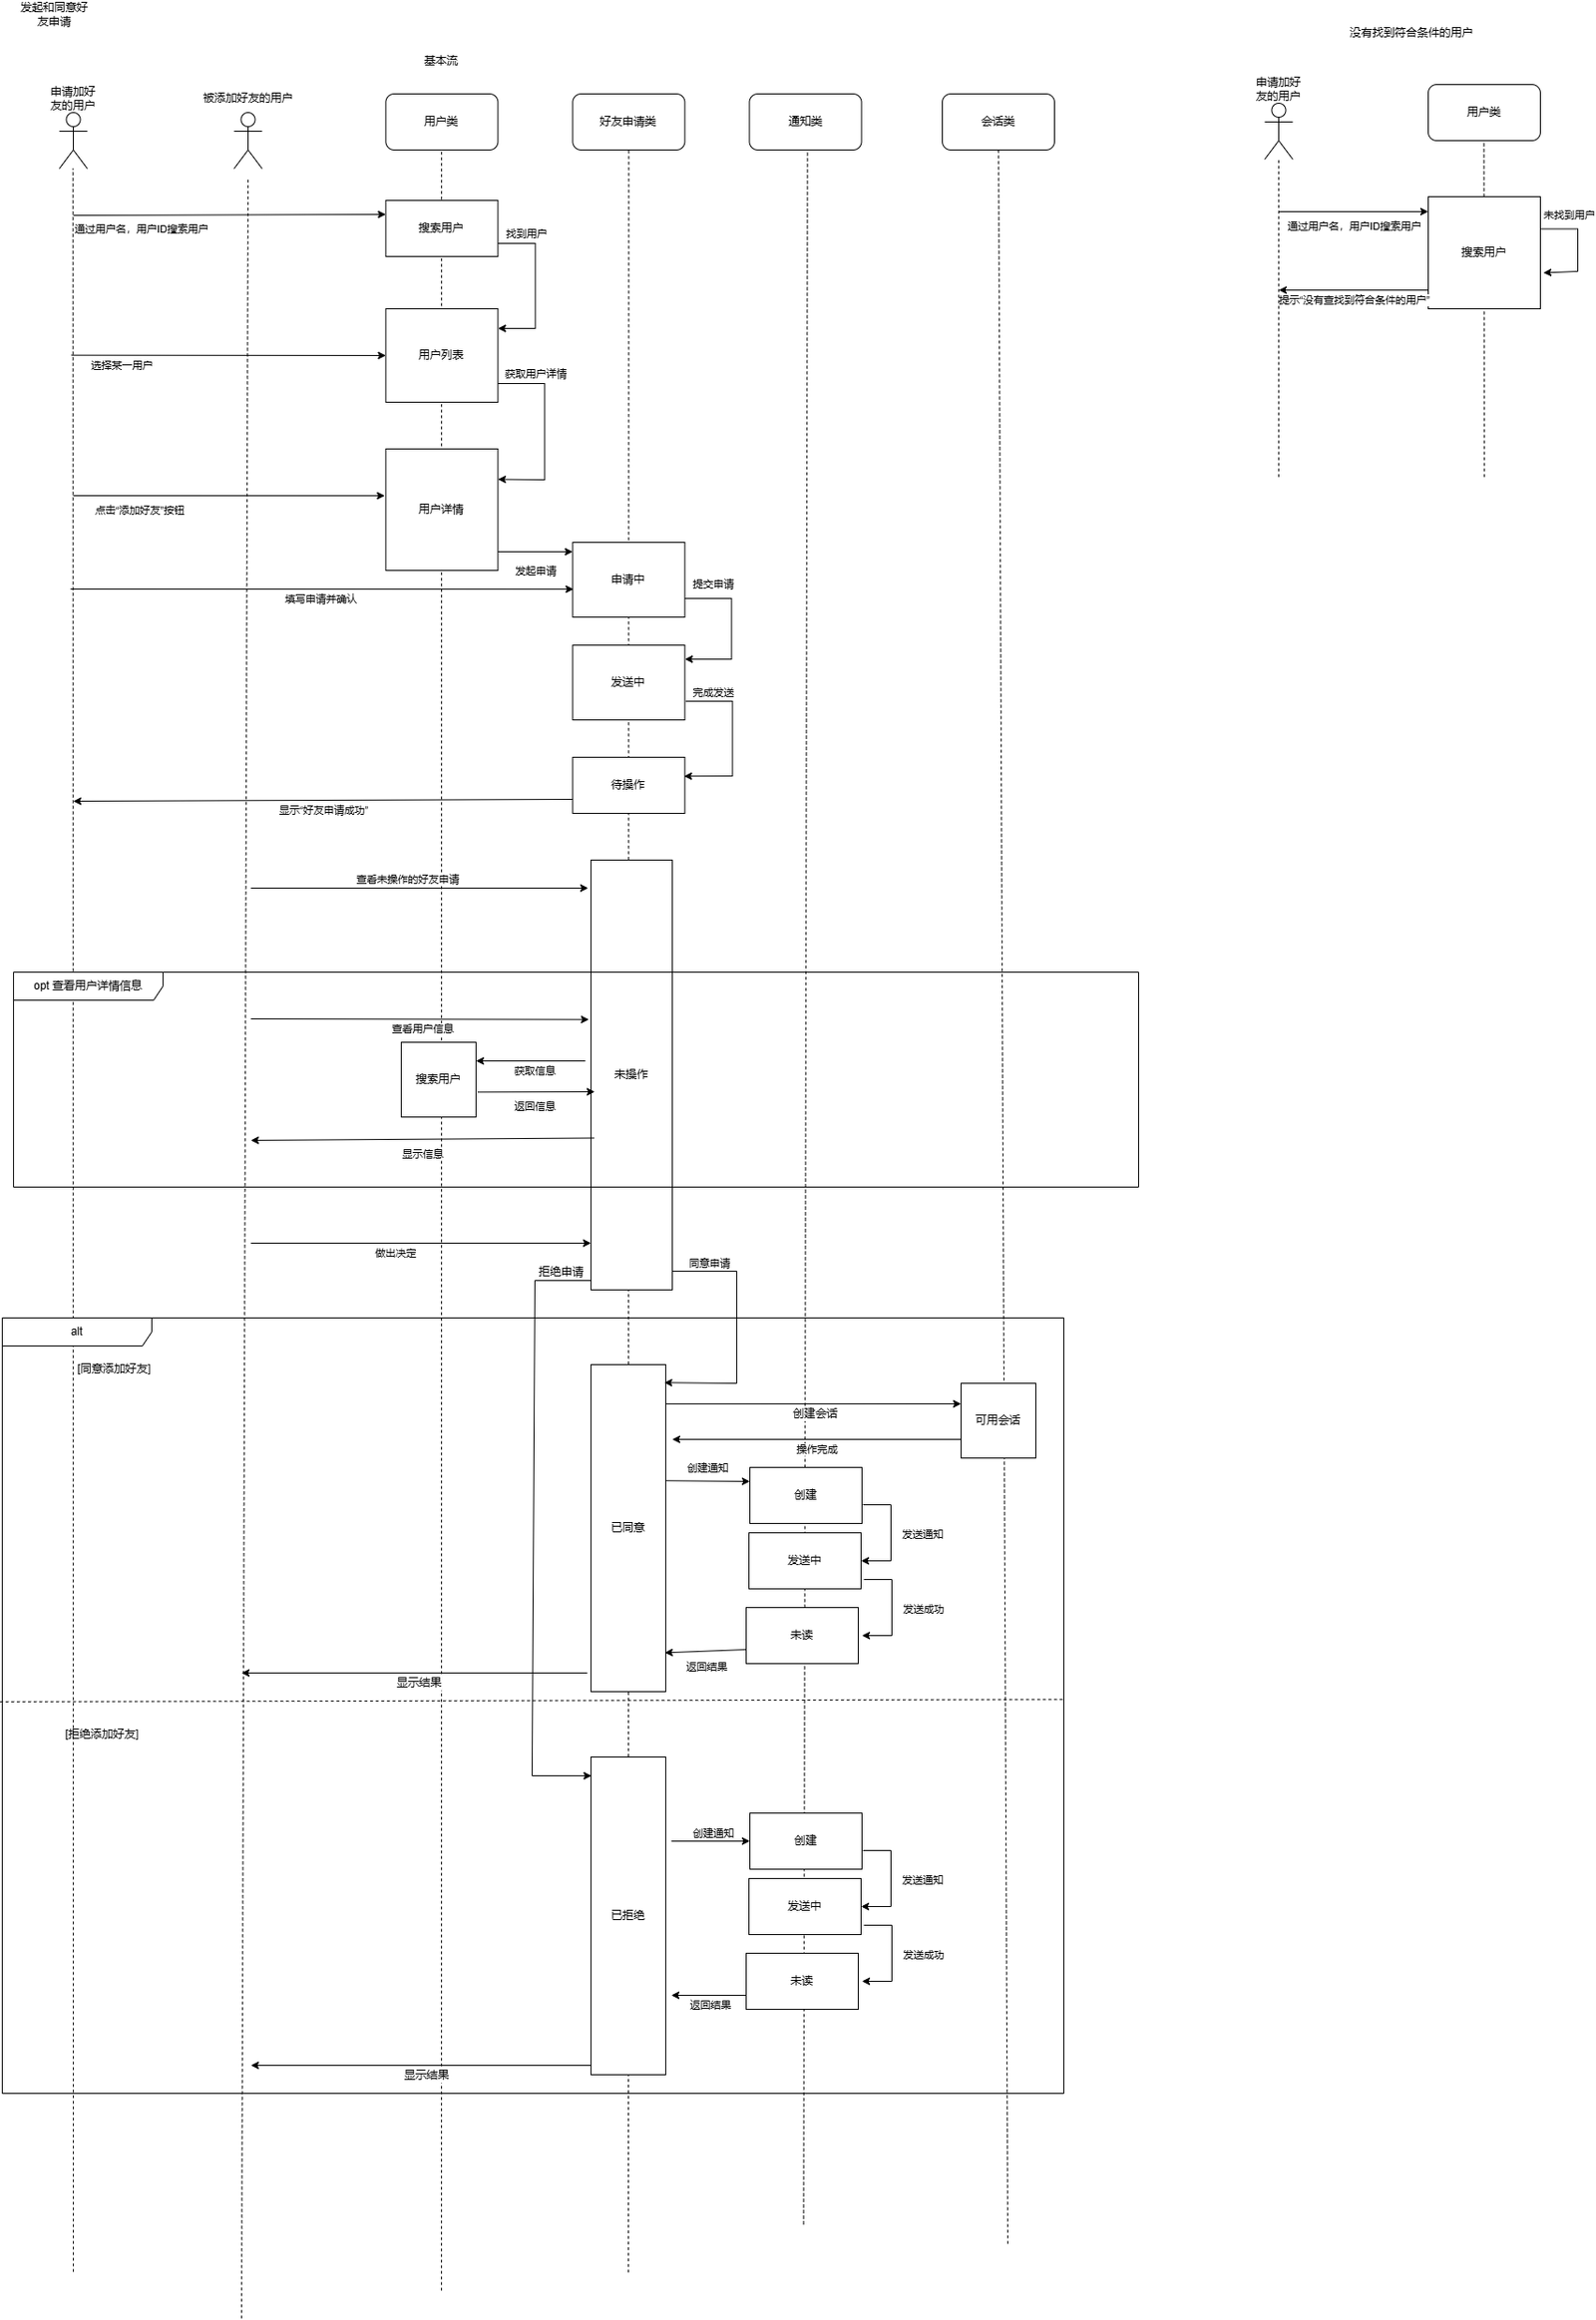 发起和同意好
友申请
没有找到符合条件的用户
基本流
申请加好
友的用户
被添加好友的用户
用户类
好友申请类
通知类
会话类
申请加好
友的用户
用户类
搜索用户
通过用户名，用户ID搜索用户
找到用户
未找到用户
通过用户名，用户ID搜索用户
搜索用户
提示“没有查找到符合条件的用户”
用户列表
选择某一用户
获取用户详情
点击“添加好友”按钮
用户详情
发起申请
申请中
提交申请
填写申请并确认
发送中
完成发送
待操作
显示“好友申请成功”
查看未操作的好友申请
opt 查看用户详情信息
查看用户信息
搜索用户
获取信息
未操作
返回信息
显示信息
做出决定
拒绝申请
同意申请
alt
[同意添加好友]
创建会话
可用会话
操作完成
创建通知
创建
已同意
发送通知
发送中
发送成功
未读
返回结果
显示结果
[拒绝添加好友]
创建通知
创建
发送通知
已拒绝
发送中
发送成功
未读
返回结果
显示结果